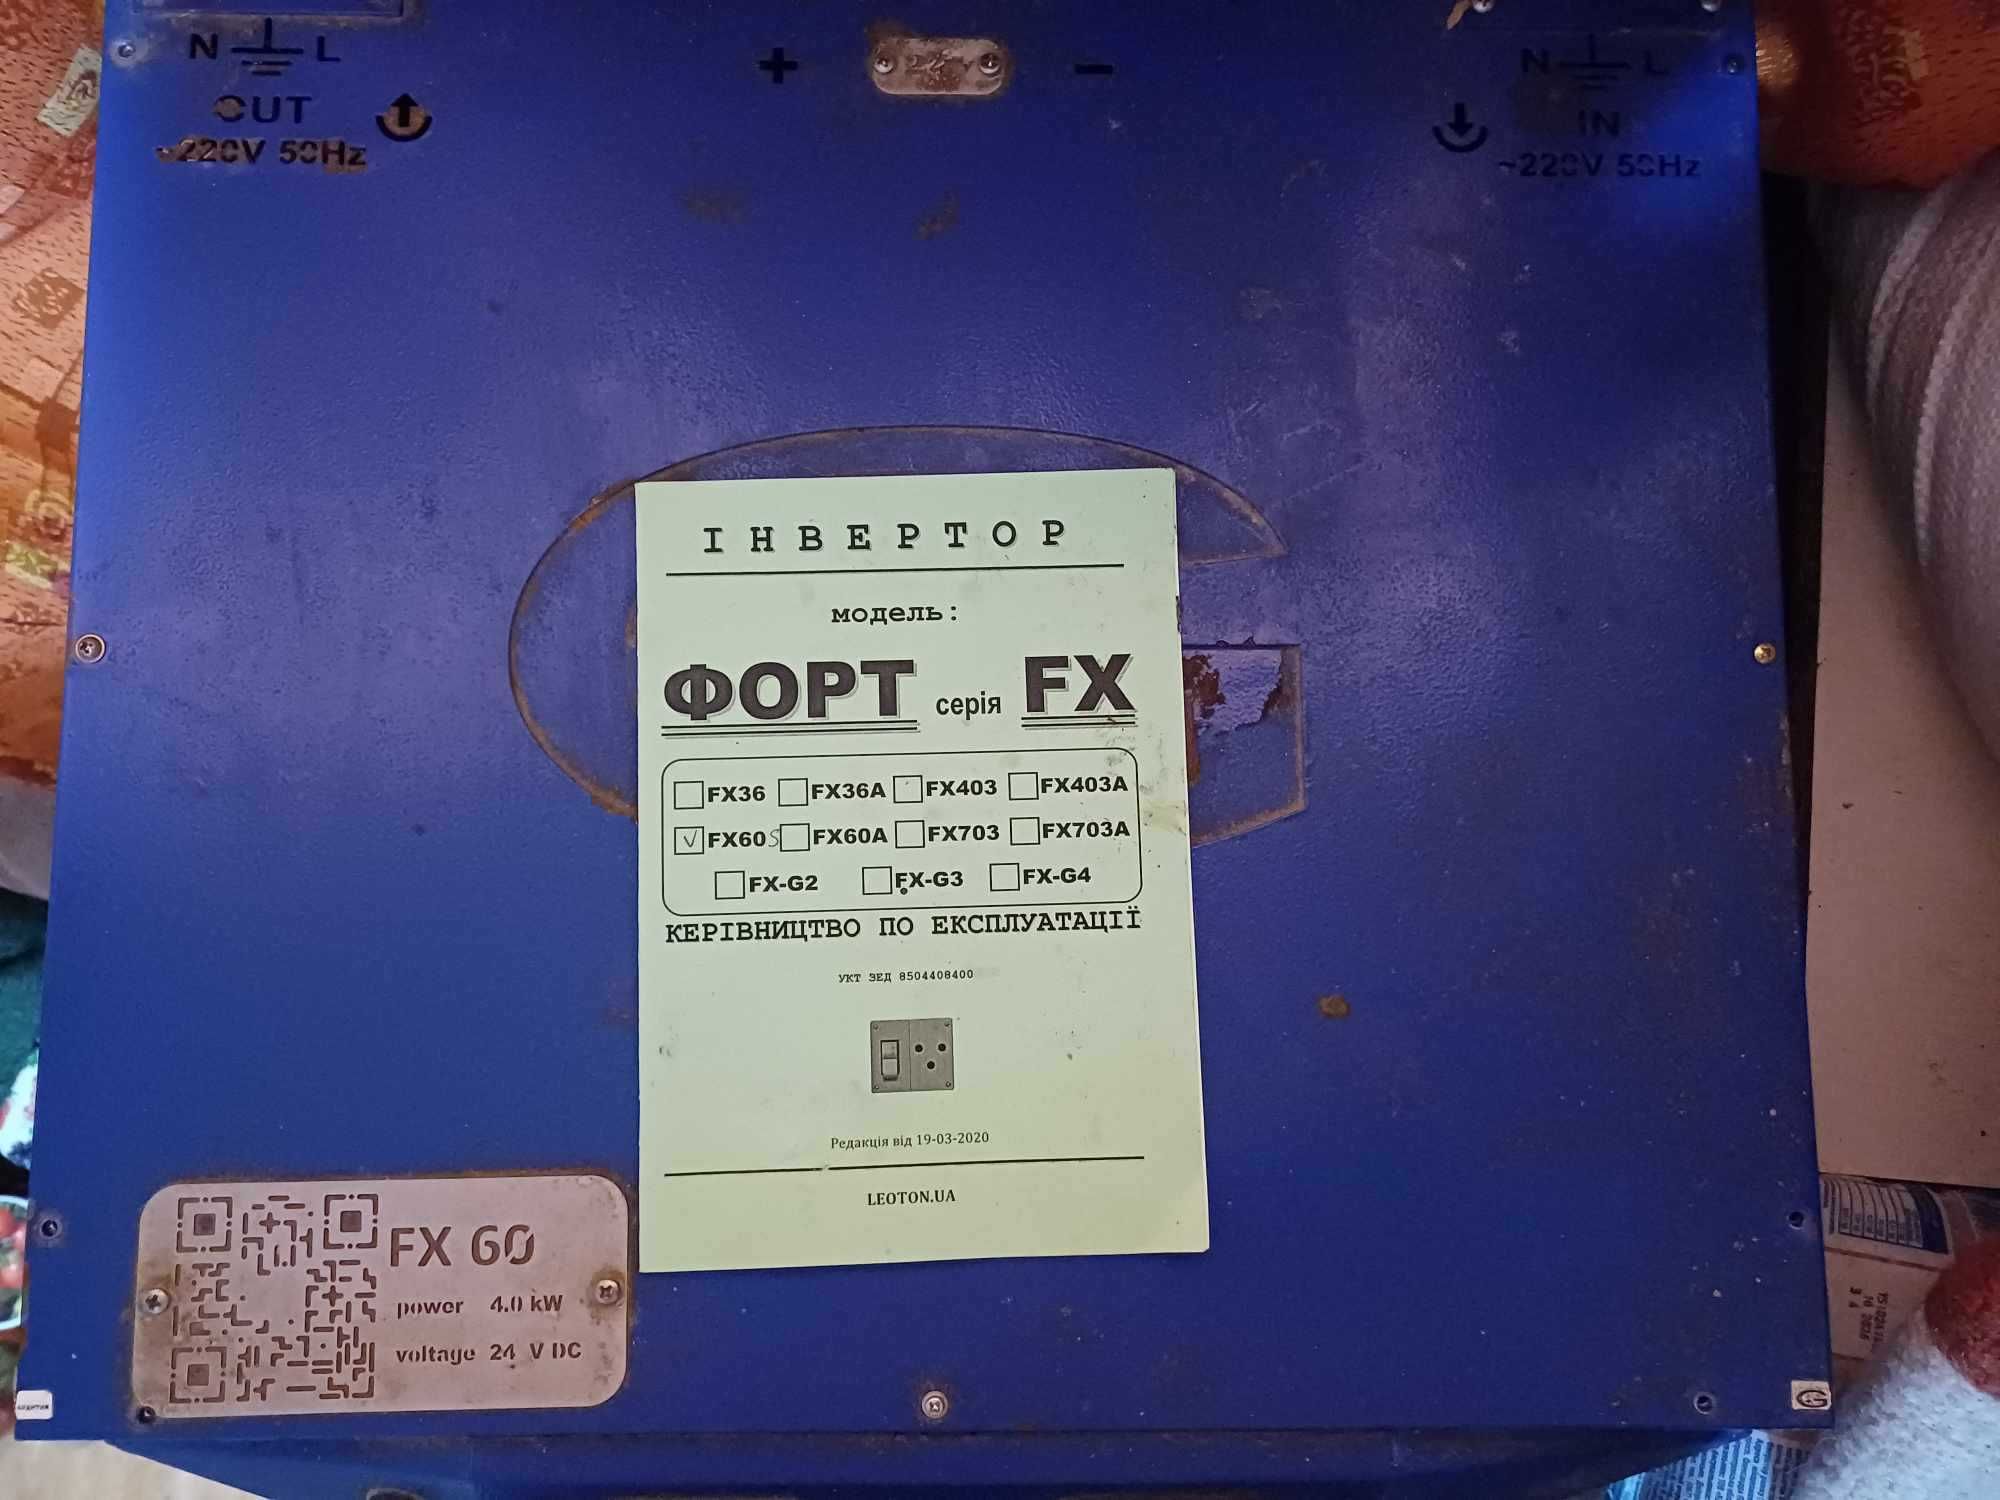 N L
OUT
~220V 50Hz
+ 24 V −
N L
IN
~220V 50Hz
ІНВЕРТОР
модель:
ФОРТ серія FX
FX36 FX36A FX403 FX403A
√ FX60S FX60A FX703 FX703A
FX-G2 FX-G3 FX-G4
КЕРІВНИЦТВО ПО ЕКСПЛУАТАЦІЇ
УКТ ЗЕД 8504408400
Редакція від 19-03-2020
LEOTON.UA
FX 60
power 4.0 kW
voltage 24 V DC